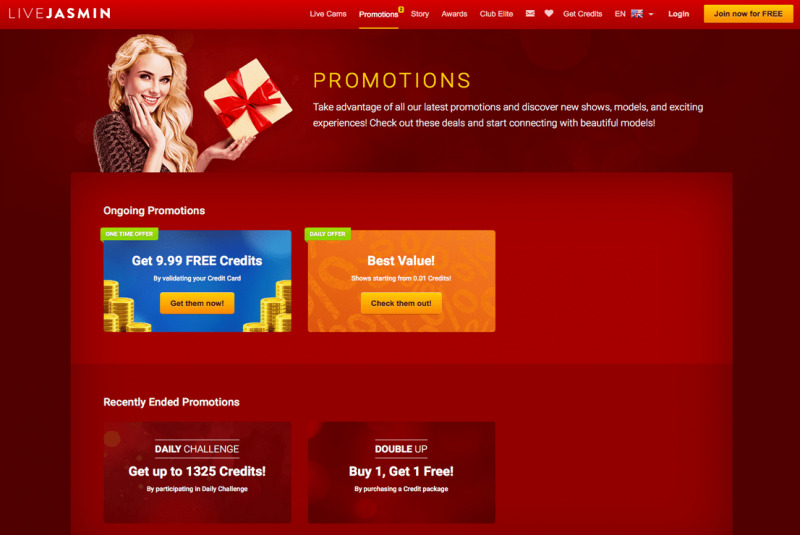 LIVEJASMIN
Live Cams
Promotions
2
Story
Awards
Club Elite
Get Credits
EN
Login
Join now for FREE
PROMOTIONS
Take advantage of all our latest promotions and discover new shows, models, and exciting
experiences! Check out these deals and start connecting with beautiful models!
Ongoing Promotions
ONE TIME OFFER
Get 9.99 FREE Credits
By validating your Credit Card
Get them now!
DAILY OFFER
Best Value!
Shows starting from 0.01 Credits!
Check them out!
Recently Ended Promotions
DAILY CHALLENGE
Get up to 1325 Credits!
By participating in Daily Challenge
DOUBLE UP
Buy 1, Get 1 Free!
By purchasing a Credit package